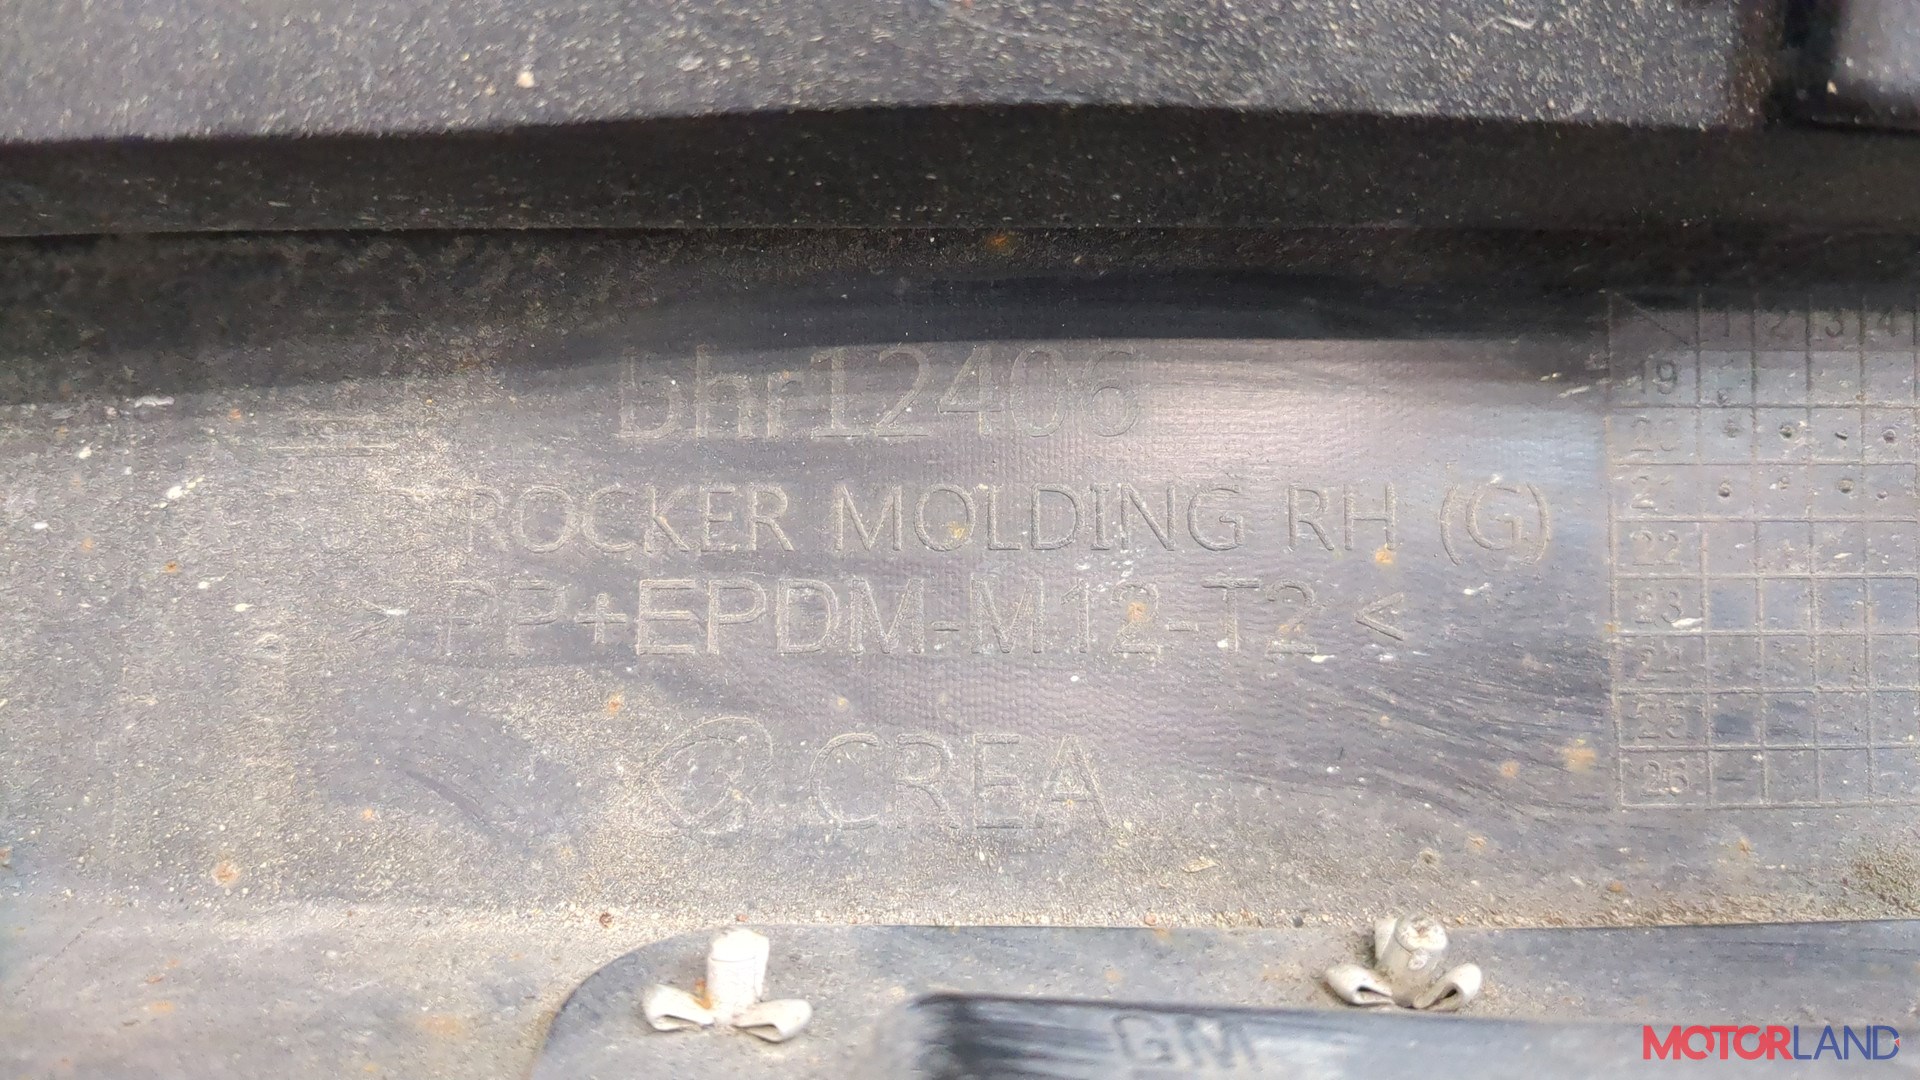 bhr12406
ROCKER MOLDING RH (G)
>PP+EPDM-M12-T2<
CREA
1 2 3 4
19
20
21
22
23
24
25
26
GM
MOTORLAND